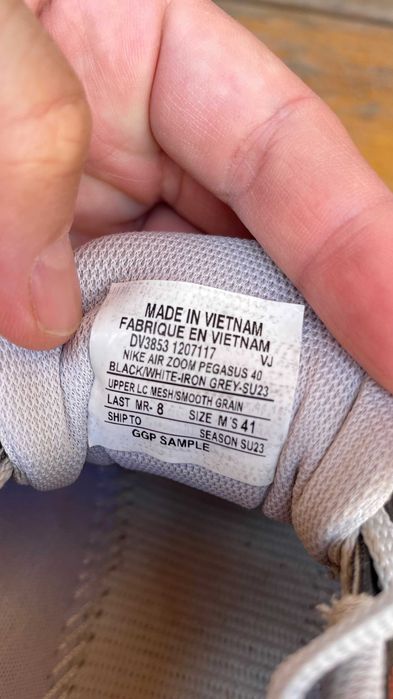 MADE IN VIETNAM
FABRIQUE EN VIETNAM
DV3853 1207117 VJ
NIKE AIR ZOOM PEGASUS 40
BLACK/WHITE-IRON GREY-SU23
UPPER LC MESH/SMOOTH GRAIN
LAST MR- 8 SIZE M'S 41
SHIP TO SEASON SU23
GGP SAMPLE